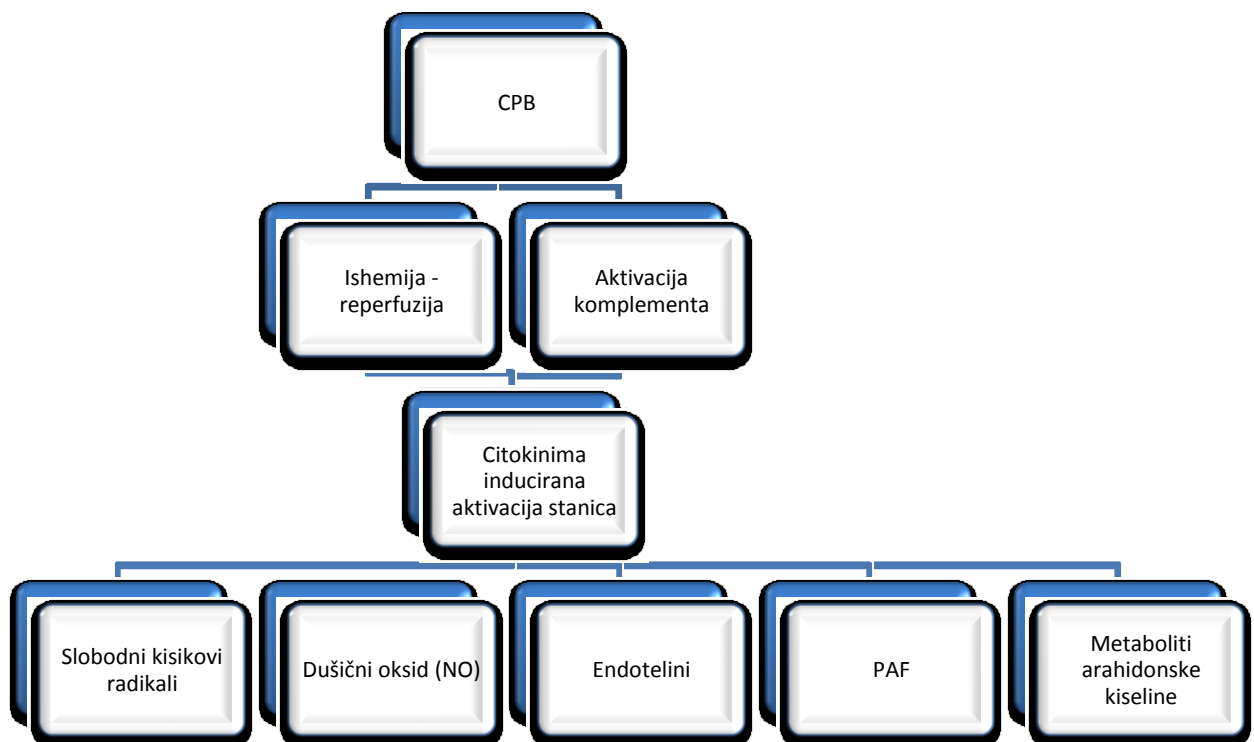 CPB
Ishemija -
reperfuzija
Aktivacija
komplementa
Citokinima
inducirana
aktivacija stanica
Slobodni kisikovi
radikali
Dušični oksid (NO)
Endotelini
PAF
Metaboliti
arahidonske
kiseline